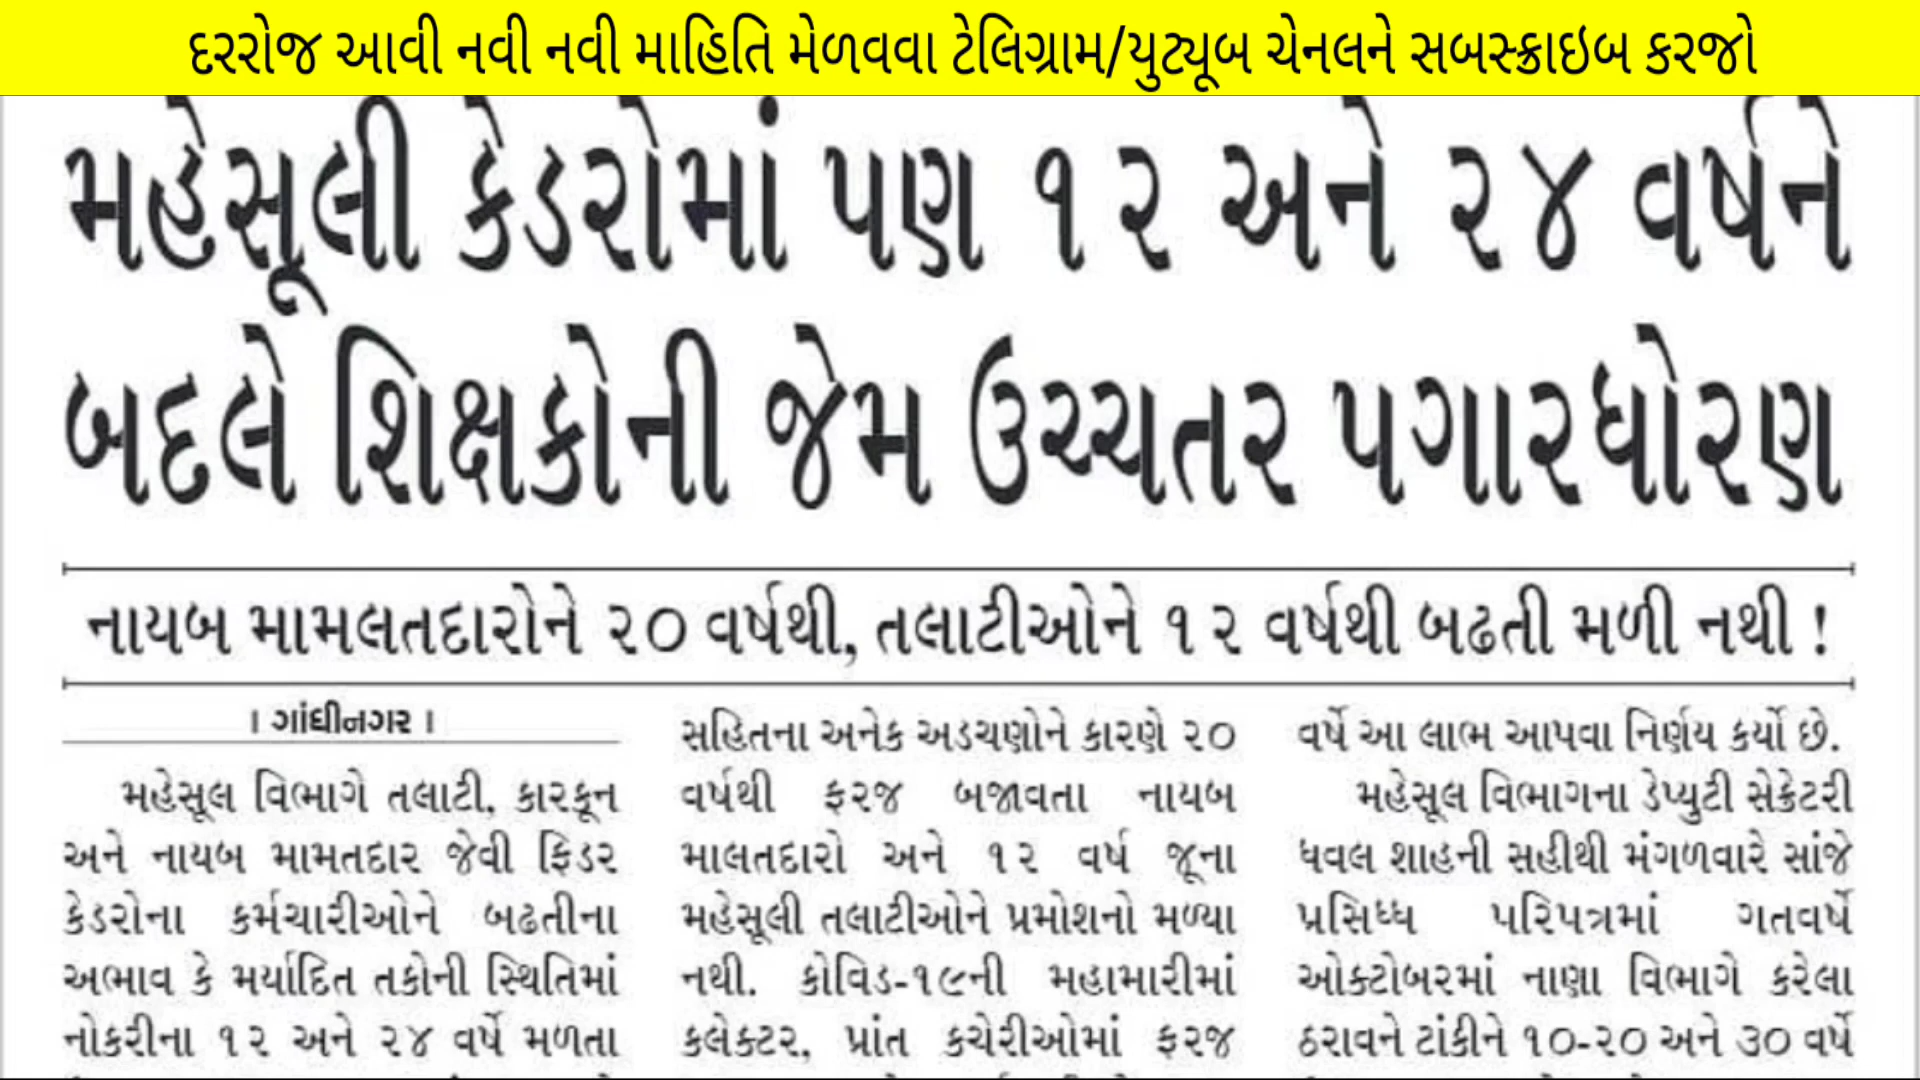 દરરોજ આવી નવી નવી માહિતિ મેળવવા ટેલિગ્રામ/યુટ્યૂબ ચેનલને સબસ્ક્રાઇબ કરજો
મહેસૂલી કેડરોમાં પણ ૧૨ અને ૨૪ વર્ષને
બદલે શિક્ષકોની જેમ ઉચ્ચતર પગારધોરણ
નાયબ મામલતદારોને ૨૦ વર્ષથી, તલાટીઓને ૧૨ વર્ષથી બઢતી મળી નથી !
। ગાંધીનગર ।
મહેસૂલ વિભાગે તલાટી, કારકૂન
અને નાયબ મામતદાર જેવી ફિડર
કેડરોના કર્મચારીઓને બઢતીના
અભાવ કે મર્યાદિત તકોની સ્થિતિમાં
નોકરીના ૧૨ અને ૨૪ વર્ષે મળતા
સહિતના અનેક અડચણોને કારણે ૨૦
વર્ષથી ફરજ બજાવતા નાયબ
માલતદારો અને ૧૨ વર્ષ જૂના
મહેસૂલી તલાટીઓને પ્રમોશનો મળ્યા
નથી. કોવિડ-૧૯ની મહામારીમાં
કલેક્ટર, પ્રાંત કચેરીઓમાં ફરજ
વર્ષે આ લાભ આપવા નિર્ણય કર્યો છે.
મહેસૂલ વિભાગના ડેપ્યુટી સેક્રેટરી
ધવલ શાહની સહીથી મંગળવારે સાંજે
પ્રસિધ્ધ પરિપત્રમાં ગતવર્ષે
ઓક્ટોબરમાં નાણા વિભાગે કરેલા
ઠરાવને ટાંકીને ૧૦-૨૦ અને ૩૦ વર્ષે